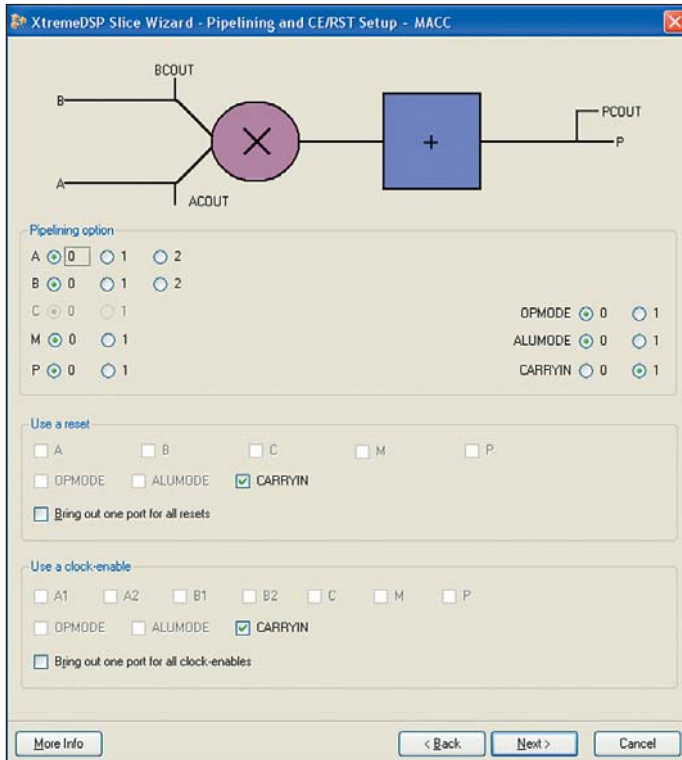 XtremeDSP Slice Wizard - Pipelining and CE/RST Setup - MACC
BCOUT
B
PCOUT
+
P
A
ACOUT
Pipelining option
A 0 1 2
B 0 1 2
C 0 1
OPMODE 0 1
M 0 1
ALUMODE 0 1
P 0 1
CARRYIN 0 1
Use a reset
A B C M P
OPMODE ALUMODE CARRYIN
Bring out one port for all resets
Use a clock-enable
A1 A2 B1 B2 C M P
OPMODE ALUMODE CARRYIN
Bring out one port for all clock-enables
More Info < Back Next > Cancel